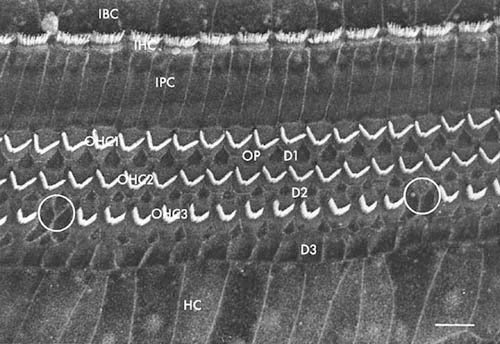 IBC
IHC
IPC
OHC1
OP D1
OHC2
D2
OHC3
D3
HC